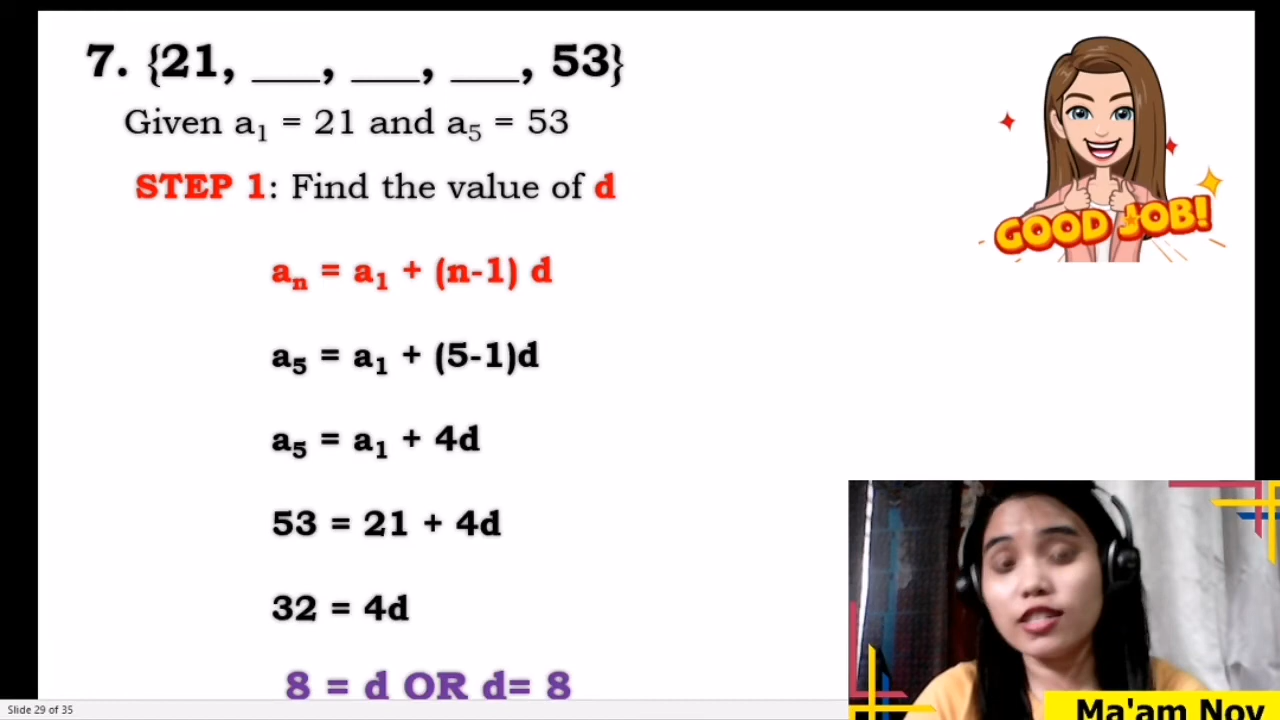 7. {21, ___, ___, ___, 53}
Given a₁ = 21 and a₅ = 53
STEP 1: Find the value of d
aₙ = a₁ + (n-1) d
a₅ = a₁ + (5-1)d
a₅ = a₁ + 4d
53 = 21 + 4d
32 = 4d
8 = d OR d= 8
GOOD JOB!
Slide 29 of 35
Ma'am Noy